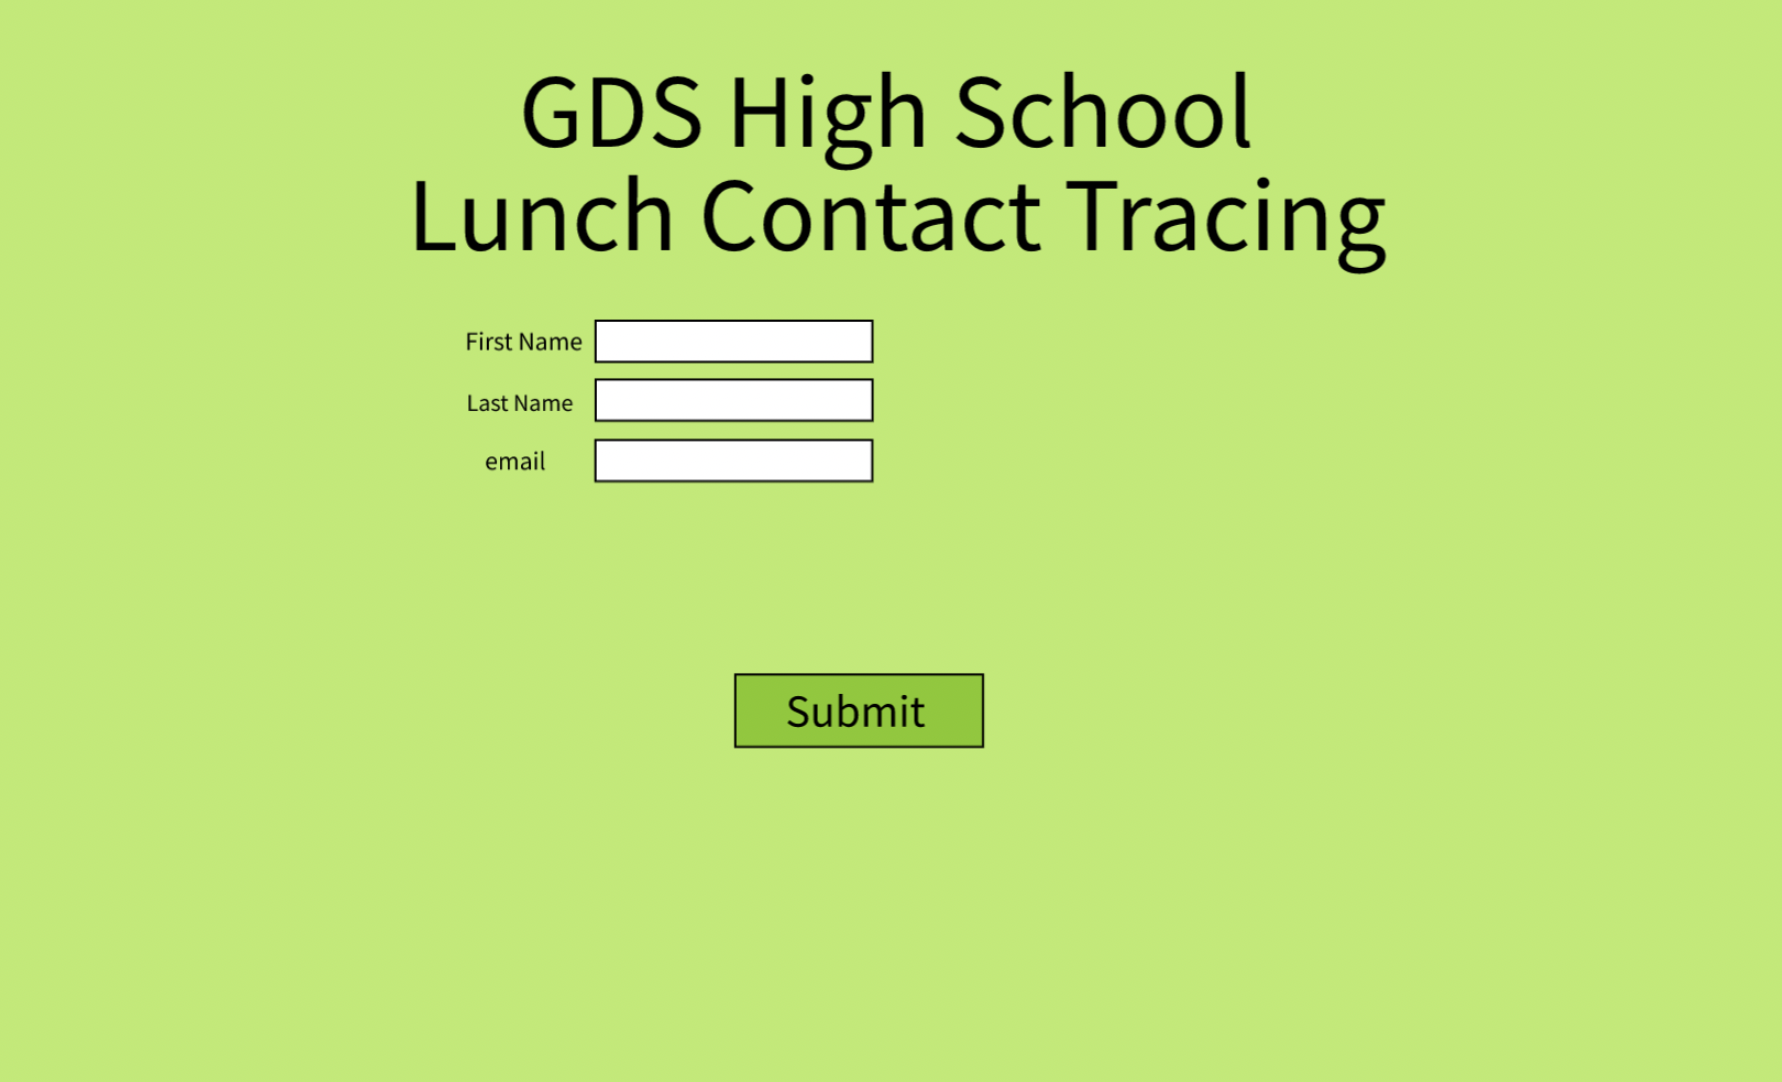 GDS High School
Lunch Contact Tracing
First Name
Last Name
email
Submit